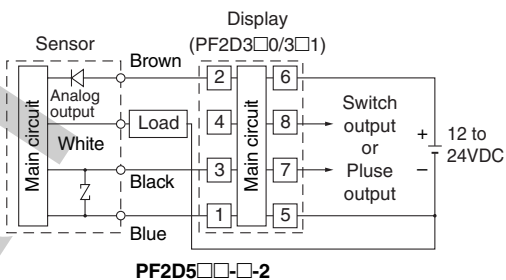 Display
(PF2D3□0/3□1)
Sensor
Brown
Main circuit
Analog
output
White
Load
Black
Blue
2
6
4
8
3
7
1
5
Main circuit
Switch
output
or
Pluse
output
+
12 to
24VDC
−
PF2D5□□-□-2